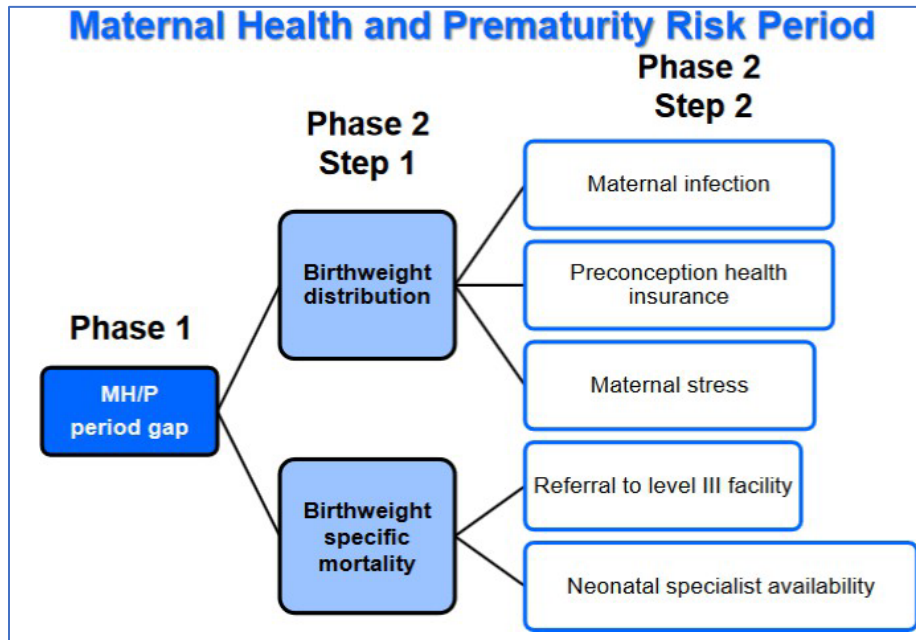 Maternal Health and Prematurity Risk Period
Phase 1
MH/P
period gap
Phase 2
Step 1
Birthweight
distribution
Birthweight
specific
mortality
Phase 2
Step 2
Maternal infection
Preconception health
insurance
Maternal stress
Referral to level III facility
Neonatal specialist availability